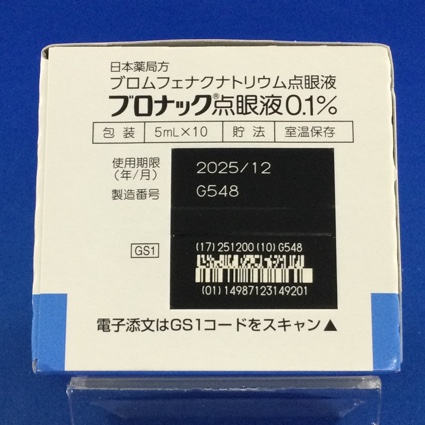 日本薬局方
ブロムフェナクナトリウム点眼液
ブロナック®点眼液0.1%
包装 5mL×10 貯法 室温保存
使用期限 2025/12
(年/月)
製造番号 G548
GS1 (17)251200(10)G548
(01)14987123149201
電子添文はGS1コードをスキャン▲